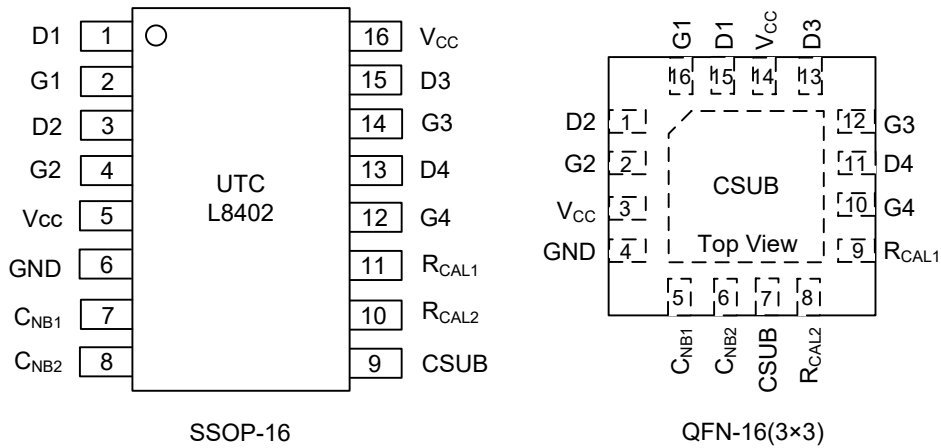 D1 1 16 VCC
G1 2 15 D3
D2 3 14 G3
G2 4 13 D4
UTC
L8402
Vcc 5 12 G4
GND 6 11 RCAL1
CNB1 7 10 RCAL2
CNB2 8 9 CSUB
SSOP-16
G1 D1 VCC D3
16 15 14 13
D2 1 12 G3
G2 2 11 D4
CSUB
VCC 3 10 G4
Top View
GND 4 9 RCAL1
5 6 7 8
CNB1 CNB2 CSUB RCAL2
QFN-16(3×3)